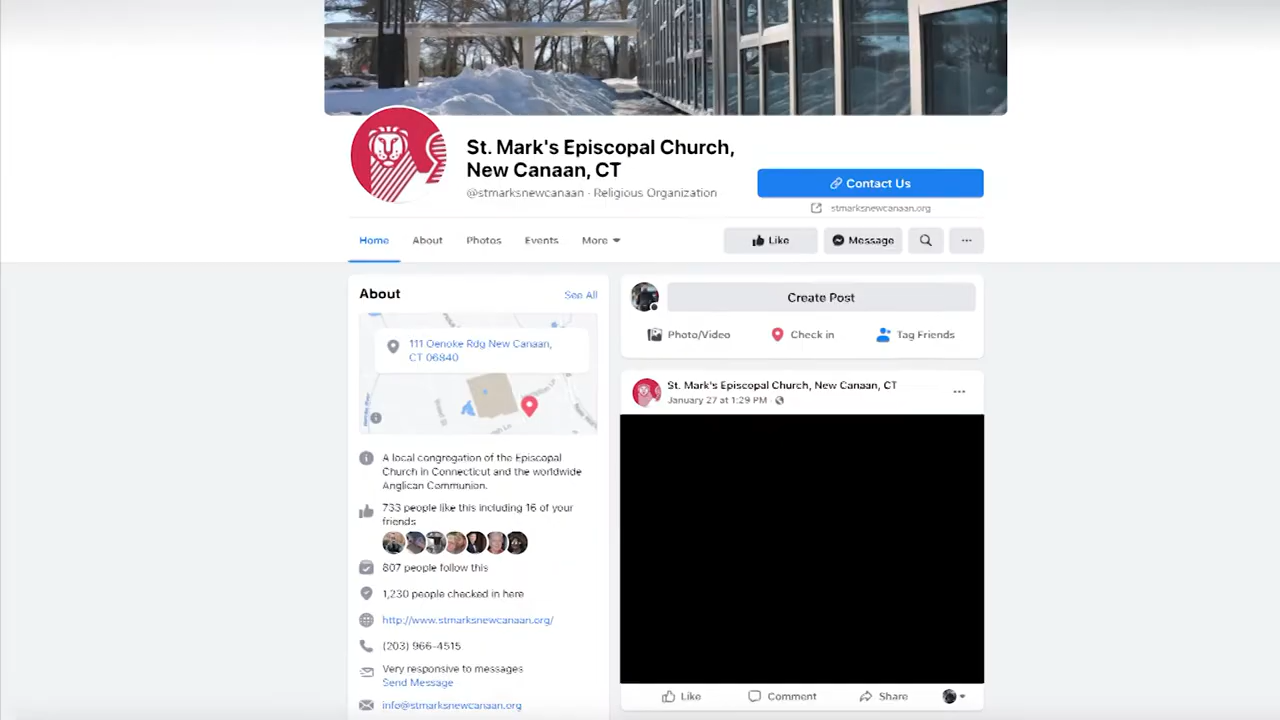 St. Mark's Episcopal Church,
New Canaan, CT
@stmarksnewcanaan · Religious Organization
Contact Us
stmarksnewcanaan.org
Home
About
Photos
Events
More
Like
Message
About
See All
111 Oenoke Rdg New Canaan,
CT 06840
A local congregation of the Episcopal
Church in Connecticut and the worldwide
Anglican Communion.
733 people like this including 16 of your
friends
807 people follow this
1,230 people checked in here
http://www.stmarksnewcanaan.org/
(203) 966-4515
Very responsive to messages
Send Message
info@stmarksnewcanaan.org
Create Post
Photo/Video
Check in
Tag Friends
St. Mark's Episcopal Church, New Canaan, CT
January 27 at 1:29 PM ·
Like
Comment
Share